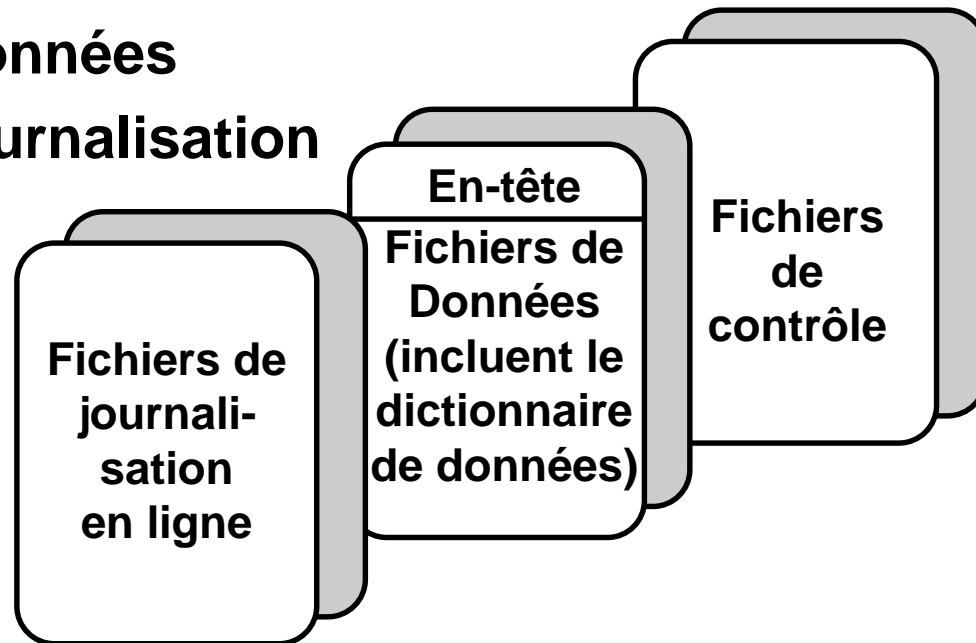 onnées
urnalisation
En-tête
Fichiers de
Données
(incluent le
dictionnaire
de données)
Fichiers
de
contrôle
Fichiers de
journali-
sation
en ligne